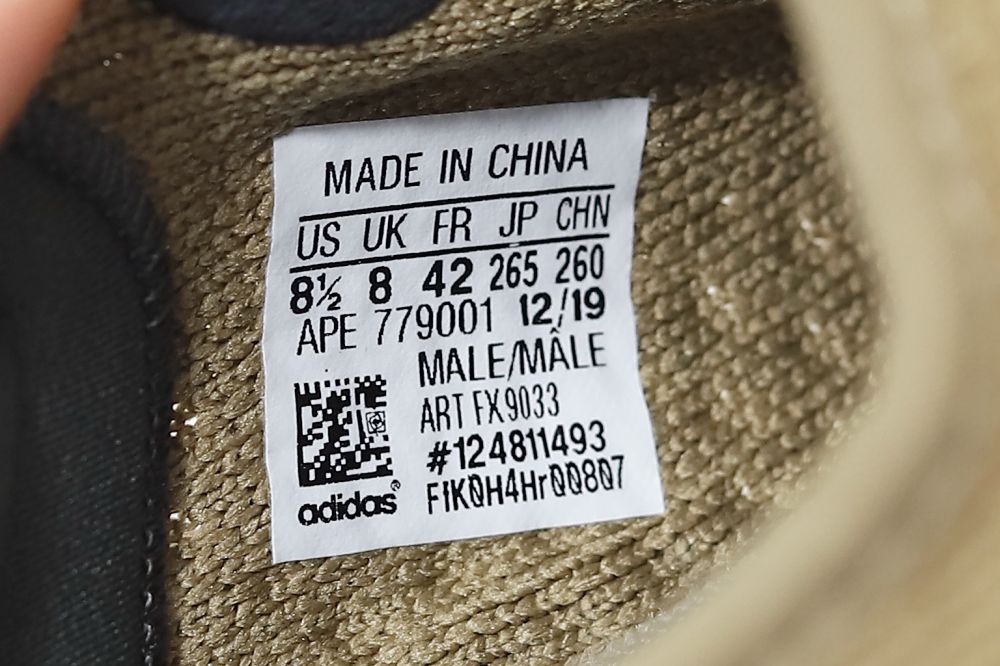 MADE IN CHINA
US UK FR JP CHN
8½ 8 42 265 260
APE 779001 12/19
MALE/MÂLE
ART FX9033
#124811493
FIK0H4Hr00807
adidas®